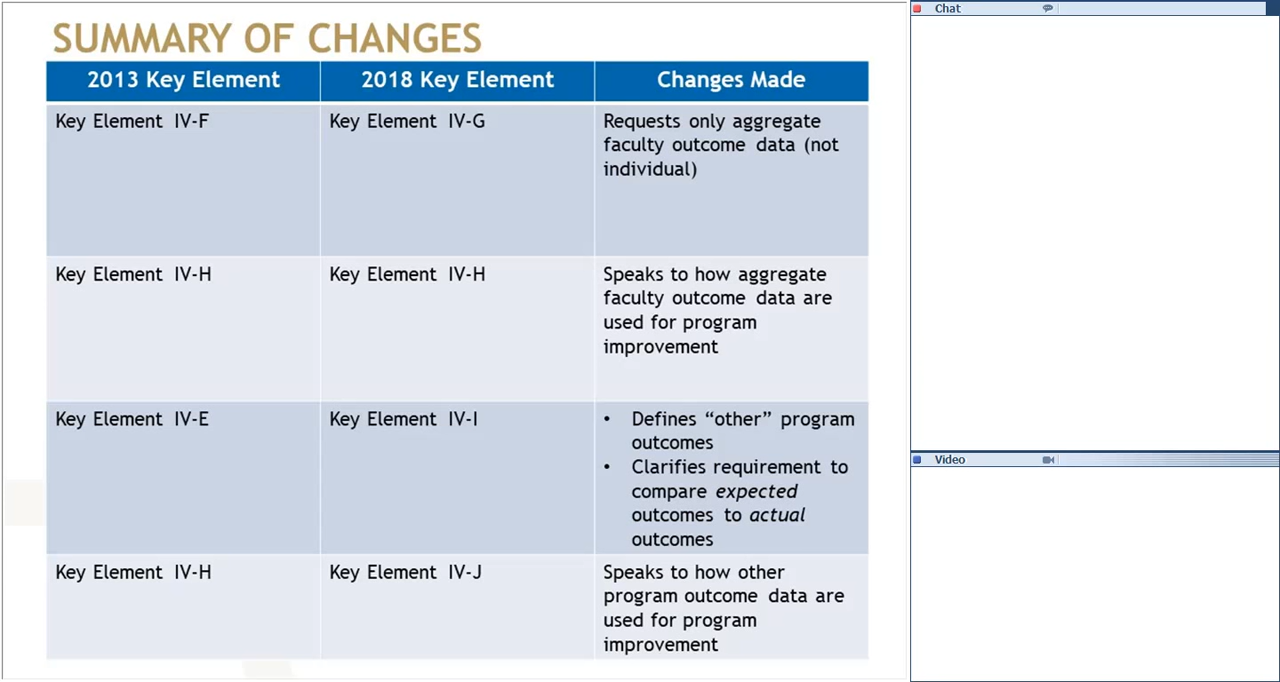 SUMMARY OF CHANGES
2013 Key Element 2018 Key Element Changes Made
Key Element IV-F Key Element IV-G Requests only aggregate
faculty outcome data (not
individual)
Key Element IV-H Key Element IV-H Speaks to how aggregate
faculty outcome data are
used for program
improvement
Key Element IV-E Key Element IV-I • Defines “other” program
outcomes
• Clarifies requirement to
compare expected
outcomes to actual
outcomes
Key Element IV-H Key Element IV-J Speaks to how other
program outcome data are
used for program
improvement
Chat
Video